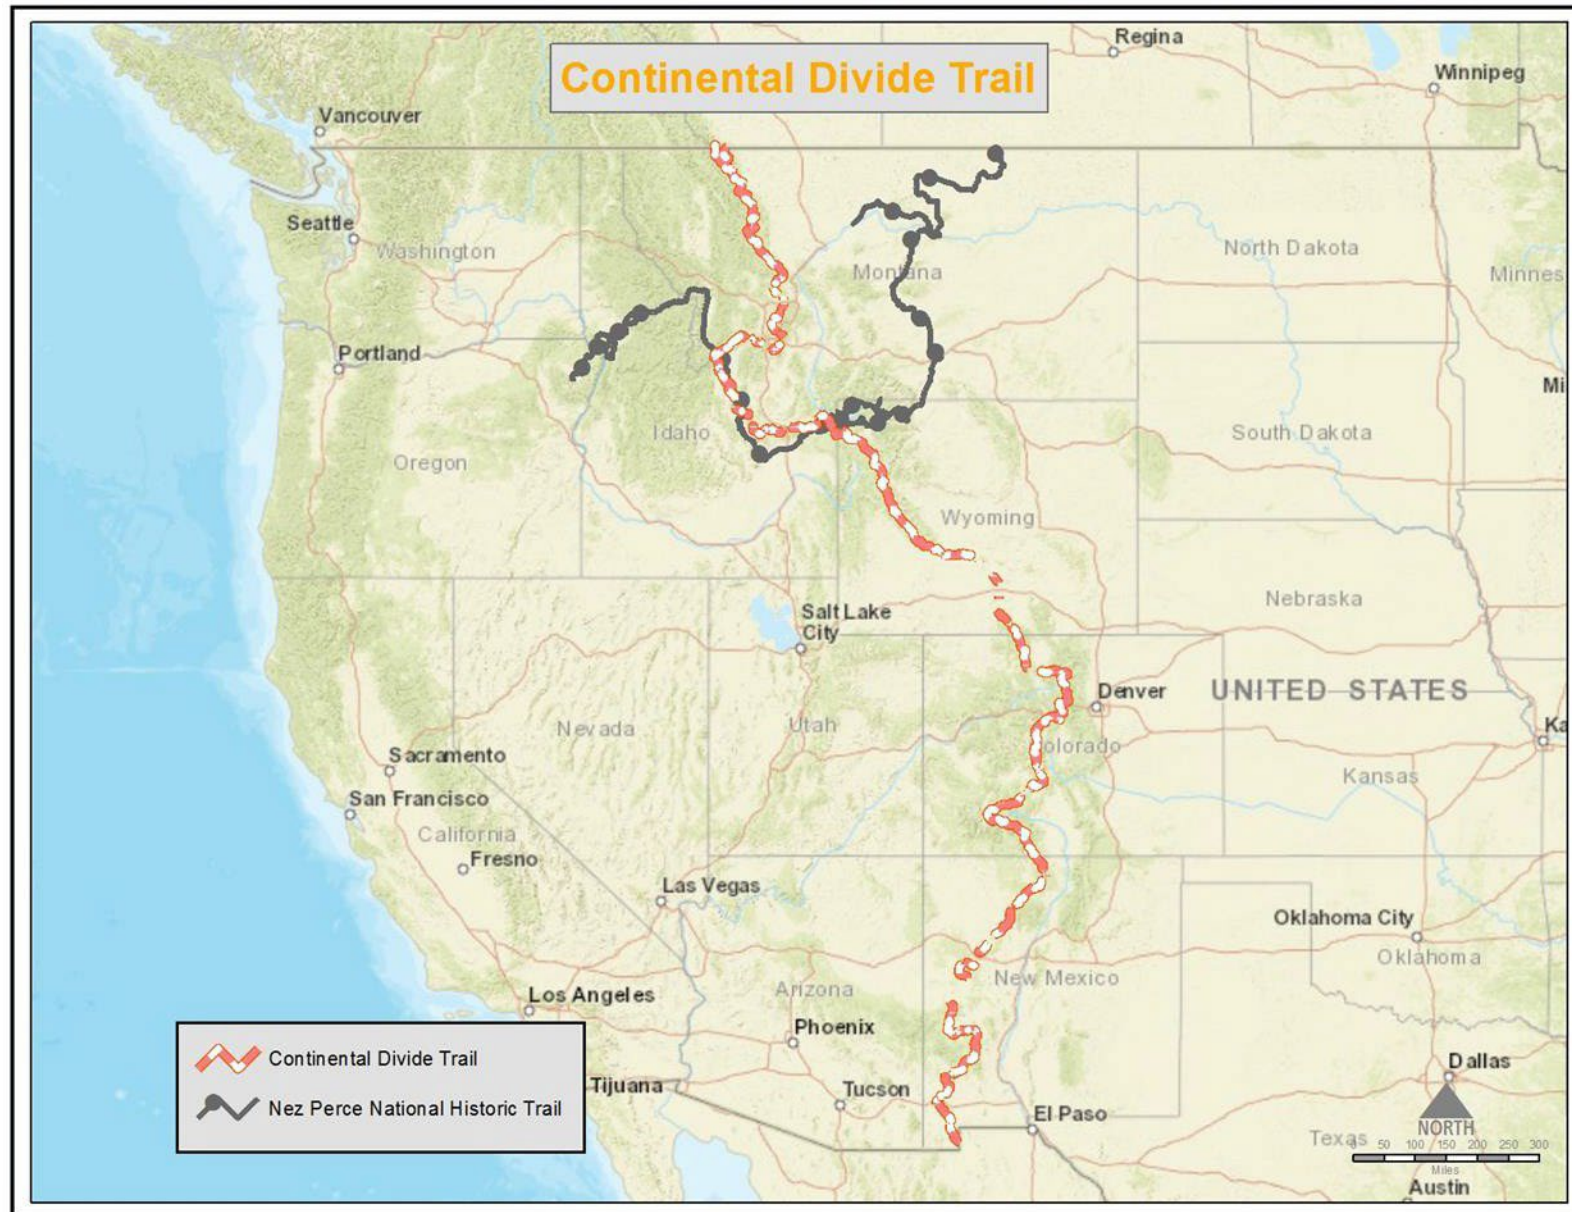 Continental Divide Trail
Regina
Winnipeg
Vancouver
Seattle
Washington
North Dakota
Montana
Minnes
Portland
Mi
Idaho
South Dakota
Oregon
Wyoming
Nebraska
Salt Lake
City
Denver
UNITED STATES
Nevada
Utah
Ka
olorado
Sacramento
Kansas
San Francisco
California
Fresno
Las Vegas
Oklahoma City
Oklahoma
New Mexico
Arizona
Los Angeles
Phoenix
Continental Divide Trail
Dallas
Tijuana
Tucson
Nez Perce National Historic Trail
El Paso
NORTH
Texas
50 100 150 200 250 300
Miles
Austin